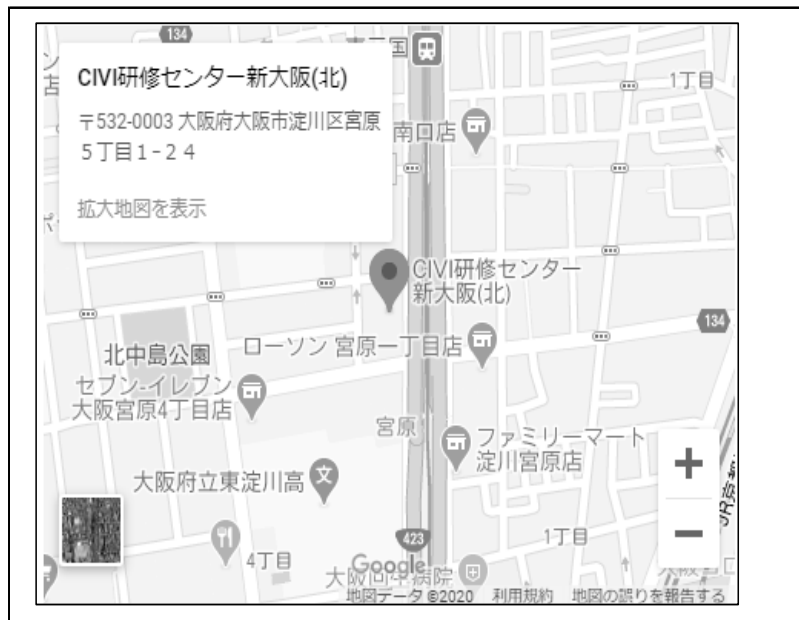 134
CIVI研修センター新大阪(北)
〒532-0003 大阪府大阪市淀川区宮原
５丁目１−２４
拡大地図を表示
1丁目
南口店
CIVI研修センター
新大阪(北)
134
北中島公園
ローソン 宮原一丁目店
セブン-イレブン
大阪宮原4丁目店
宮原
ファミリーマート
淀川宮原店
大阪府立東淀川高
423
1丁目
4丁目
Google
地図データ ©2020 利用規約 地図の誤りを報告する